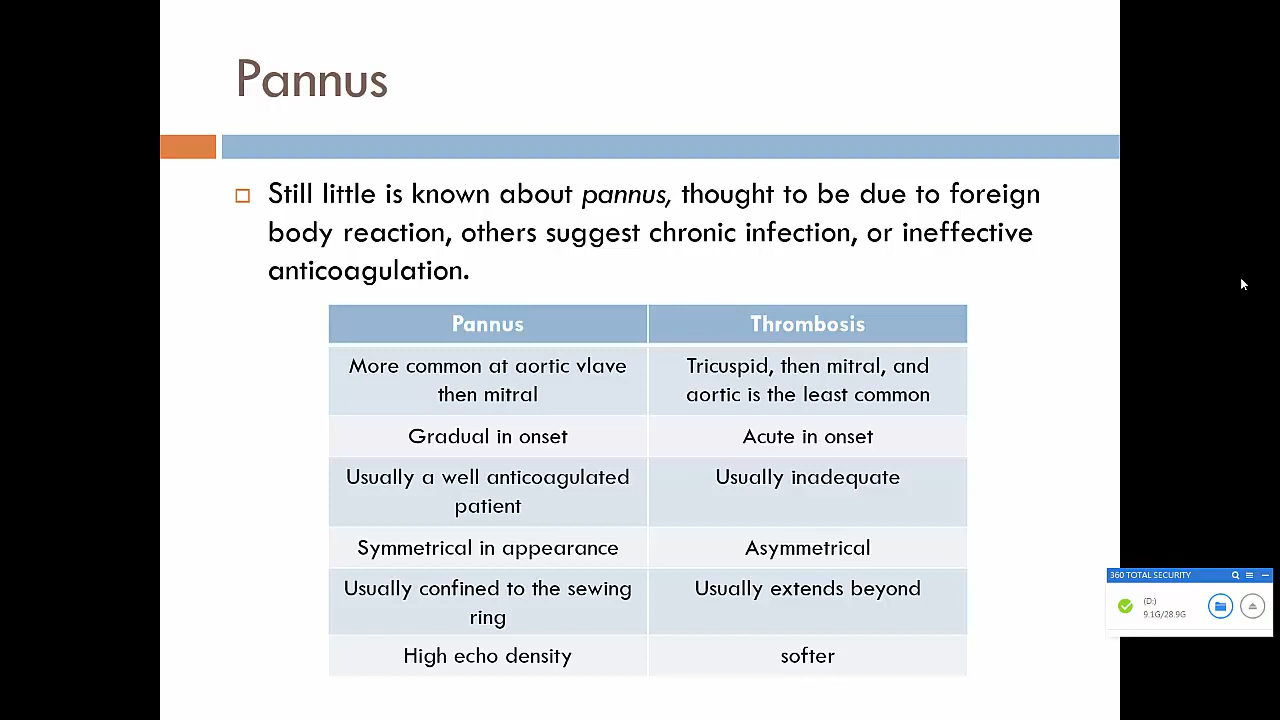 Pannus
Still little is known about pannus, thought to be due to foreign
body reaction, others suggest chronic infection, or ineffective
anticoagulation.
Pannus
Thrombosis
More common at aortic vlave
then mitral
Tricuspid, then mitral, and
aortic is the least common
Gradual in onset
Acute in onset
Usually a well anticoagulated
patient
Usually inadequate
Symmetrical in appearance
Asymmetrical
Usually confined to the sewing
ring
Usually extends beyond
High echo density
softer
360 TOTAL SECURITY
(D:)
9.1G/28.9G